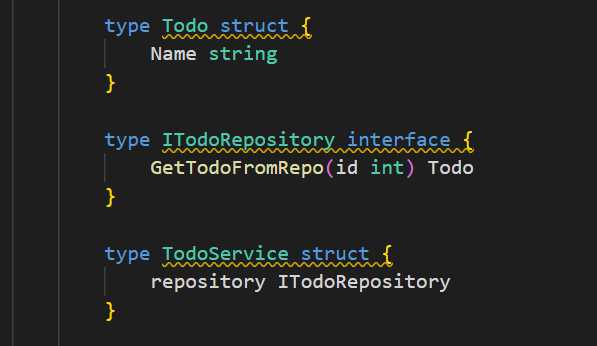 type Todo struct {
Name string
}
type ITodoRepository interface {
GetTodoFromRepo(id int) Todo
}
type TodoService struct {
repository ITodoRepository
}